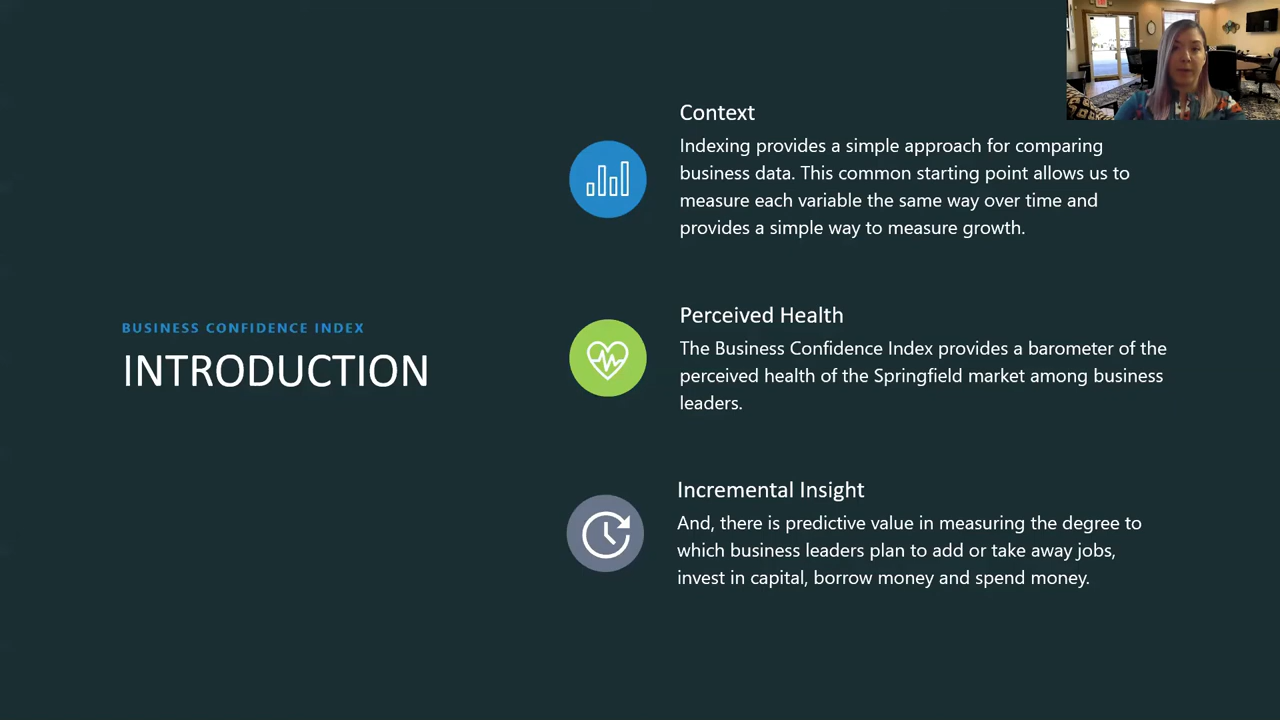 BUSINESS CONFIDENCE INDEX
INTRODUCTION
Context
Indexing provides a simple approach for comparing
business data. This common starting point allows us to
measure each variable the same way over time and
provides a simple way to measure growth.
Perceived Health
The Business Confidence Index provides a barometer of the
perceived health of the Springfield market among business
leaders.
Incremental Insight
And, there is predictive value in measuring the degree to
which business leaders plan to add or take away jobs,
invest in capital, borrow money and spend money.